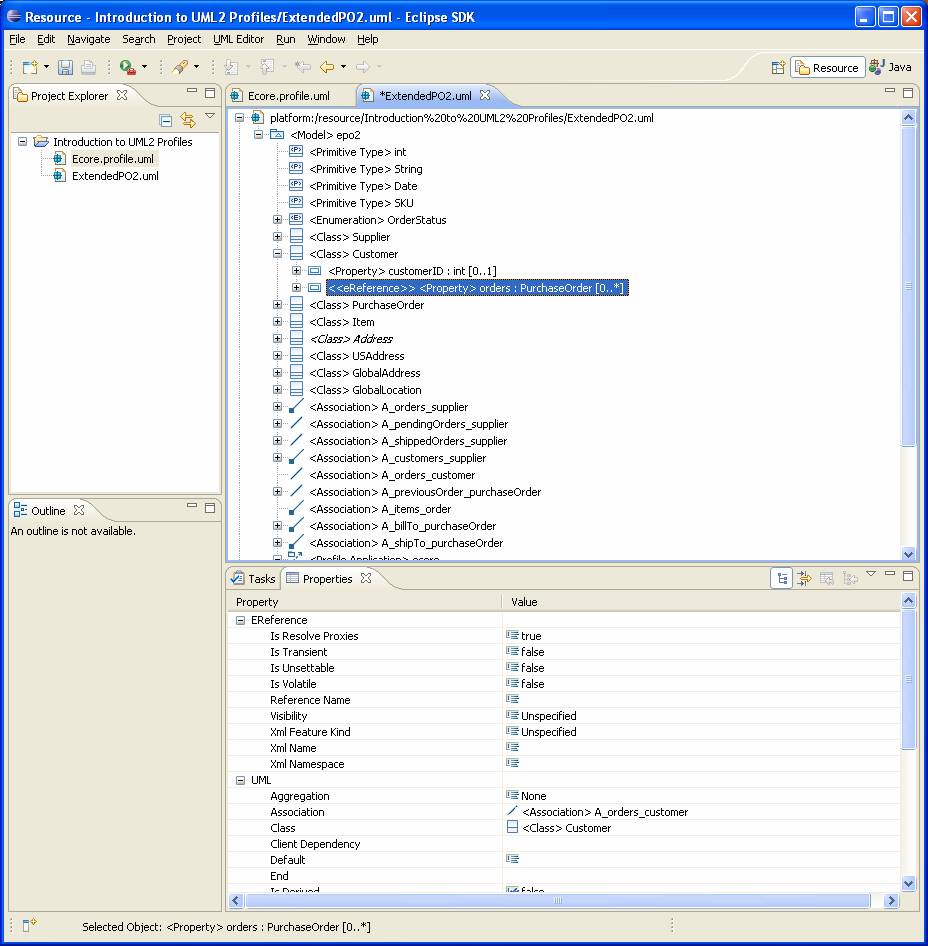 Resource - Introduction to UML2 Profiles/ExtendedPO2.uml - Eclipse SDK
File Edit Navigate Search Project UML Editor Run Window Help
Resource Java
Project Explorer
Introduction to UML2 Profiles
Ecore.profile.uml
ExtendedPO2.uml
Ecore.profile.uml *ExtendedPO2.uml
platform:/resource/Introduction%20to%20UML2%20Profiles/ExtendedPO2.uml
<Model> epo2
<Primitive Type> int
<Primitive Type> String
<Primitive Type> Date
<Primitive Type> SKU
<Enumeration> OrderStatus
<Class> Supplier
<Class> Customer
<Property> customerID : int [0..1]
<<eReference>> <Property> orders : PurchaseOrder [0..*]
<Class> PurchaseOrder
<Class> Item
<Class> Address
<Class> USAddress
<Class> GlobalAddress
<Class> GlobalLocation
<Association> A_orders_supplier
<Association> A_pendingOrders_supplier
<Association> A_shippedOrders_supplier
<Association> A_customers_supplier
<Association> A_orders_customer
<Association> A_previousOrder_purchaseOrder
<Association> A_items_order
<Association> A_billTo_purchaseOrder
<Association> A_shipTo_purchaseOrder
<Profile Application> ecore
Outline
An outline is not available.
Tasks Properties
Property Value
EReference
Is Resolve Proxies true
Is Transient false
Is Unsettable false
Is Volatile false
Reference Name
Visibility Unspecified
Xml Feature Kind Unspecified
Xml Name
Xml Namespace
UML
Aggregation None
Association <Association> A_orders_customer
Class <Class> Customer
Client Dependency
Default
End
Is Derived false
Selected Object: <Property> orders : PurchaseOrder [0..*]